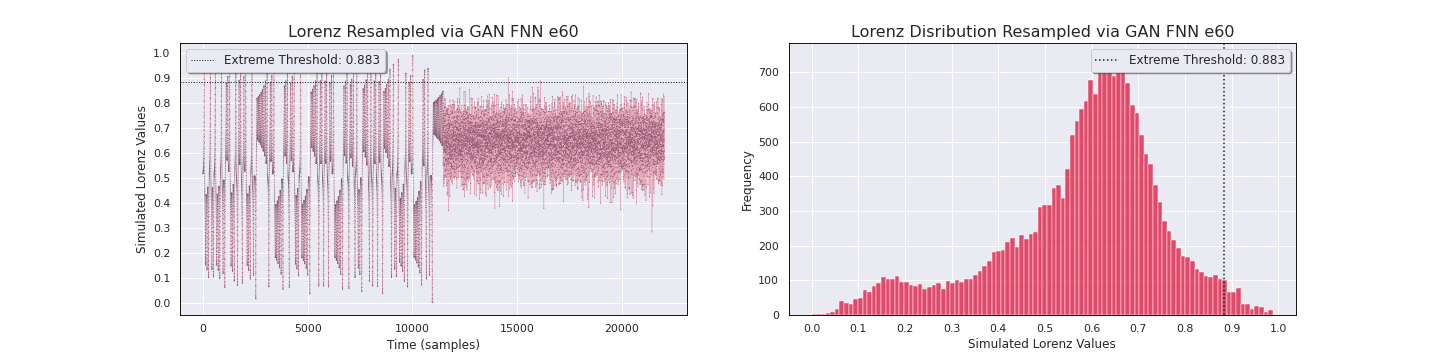 Lorenz Resampled via GAN FNN e60
Extreme Threshold: 0.883
1.0
0.9
0.8
0.7
0.6
0.5
0.4
0.3
0.2
0.1
0.0
Simulated Lorenz Values
0 5000 10000 15000 20000
Time (samples)
Lorenz Disribution Resampled via GAN FNN e60
Extreme Threshold: 0.883
700
600
500
400
300
200
100
0
Frequency
0.0 0.1 0.2 0.3 0.4 0.5 0.6 0.7 0.8 0.9 1.0
Simulated Lorenz Values